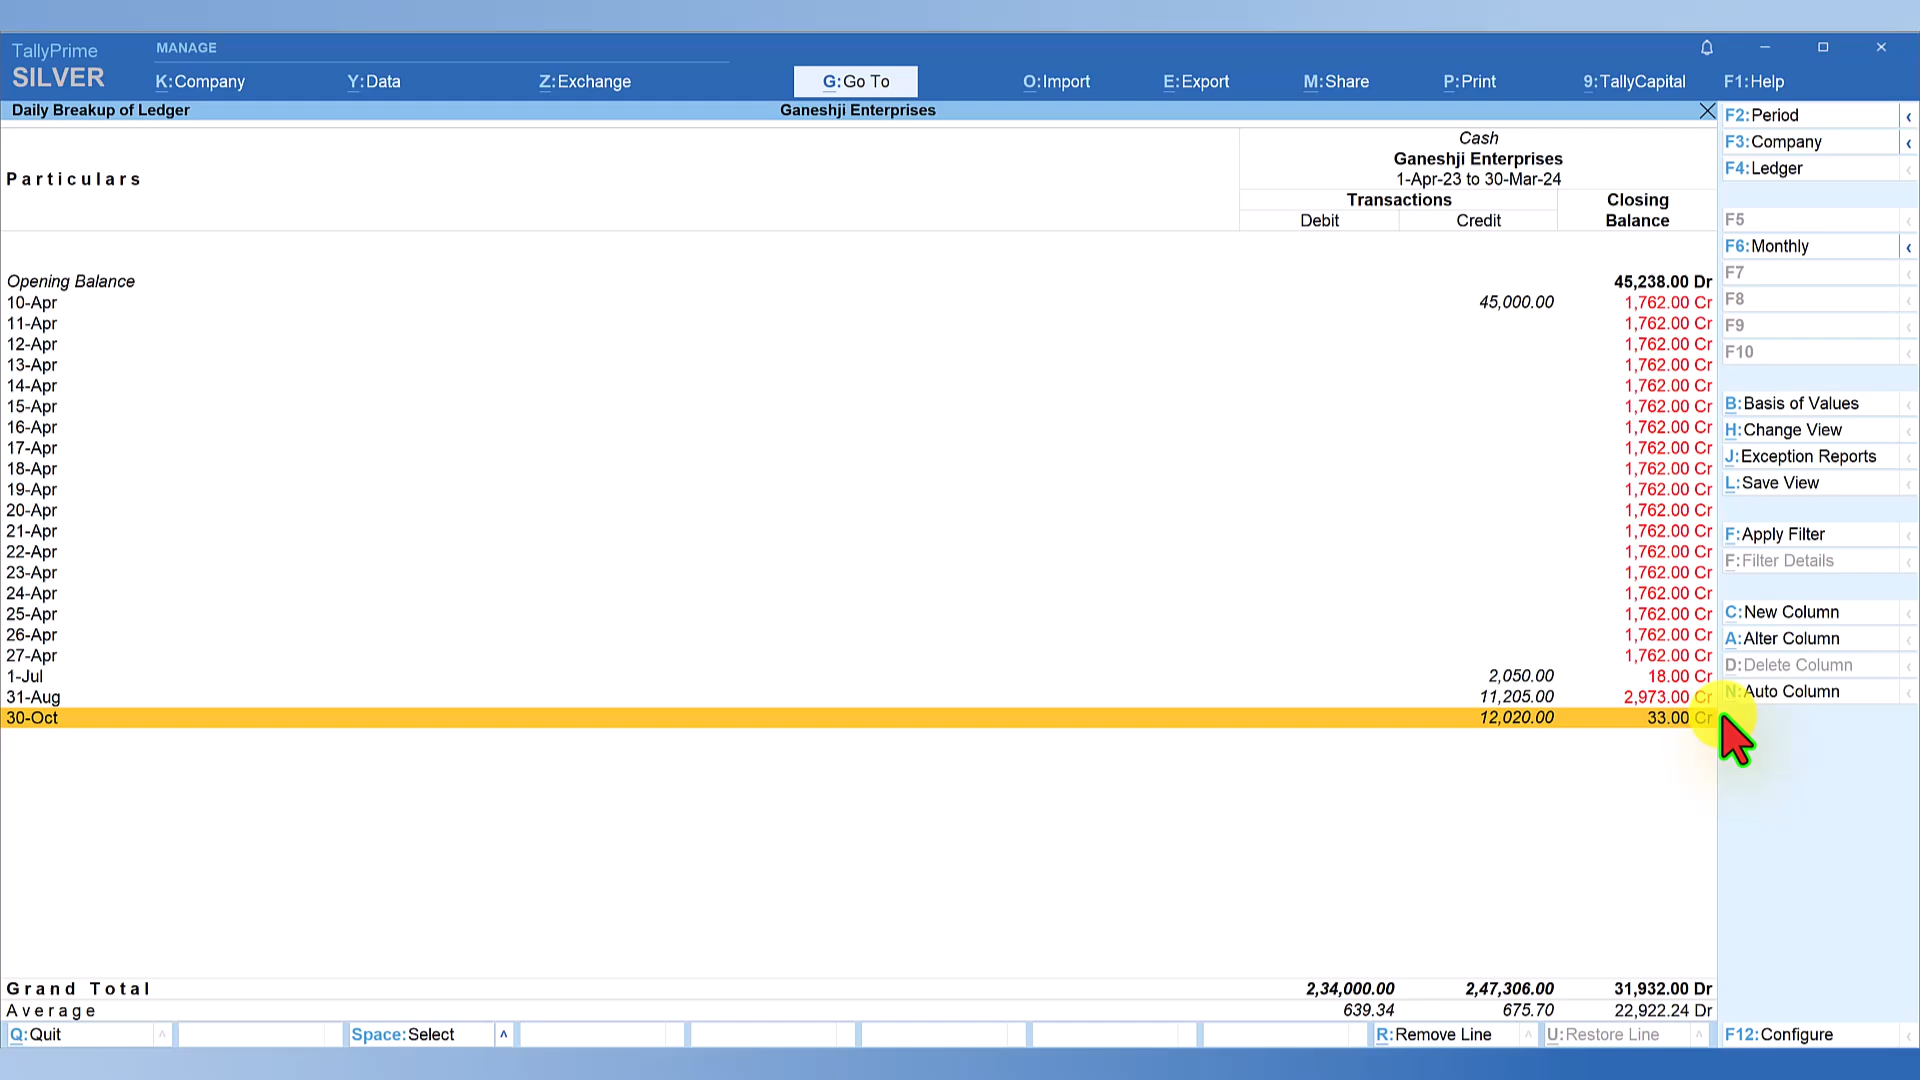 TallyPrime
SILVER
MANAGE
K:Company Y:Data Z:Exchange G:Go To O:Import E:Export M:Share P:Print 9:TallyCapital F1:Help
Daily Breakup of Ledger Ganeshji Enterprises
Particulars
Cash
Ganeshji Enterprises
1-Apr-23 to 30-Mar-24
Transactions Closing
Debit Credit Balance
Opening Balance 45,238.00 Dr
10-Apr 45,000.00 1,762.00 Cr
11-Apr 1,762.00 Cr
12-Apr 1,762.00 Cr
13-Apr 1,762.00 Cr
14-Apr 1,762.00 Cr
15-Apr 1,762.00 Cr
16-Apr 1,762.00 Cr
17-Apr 1,762.00 Cr
18-Apr 1,762.00 Cr
19-Apr 1,762.00 Cr
20-Apr 1,762.00 Cr
21-Apr 1,762.00 Cr
22-Apr 1,762.00 Cr
23-Apr 1,762.00 Cr
24-Apr 1,762.00 Cr
25-Apr 1,762.00 Cr
26-Apr 1,762.00 Cr
27-Apr 1,762.00 Cr
1-Jul 2,050.00 18.00 Cr
31-Aug 11,205.00 2,973.00 Cr
30-Oct 12,020.00 33.00 Cr
Grand Total 2,34,000.00 2,47,306.00 31,932.00 Dr
Average 639.34 675.70 22,922.24 Dr
F2:Period
F3:Company
F4:Ledger
F5
F6:Monthly
F7
F8
F9
F10
B:Basis of Values
H:Change View
J:Exception Reports
L:Save View
F:Apply Filter
F:Filter Details
C:New Column
A:Alter Column
D:Delete Column
N:Auto Column
Q:Quit Space:Select R:Remove Line U:Restore Line F12:Configure